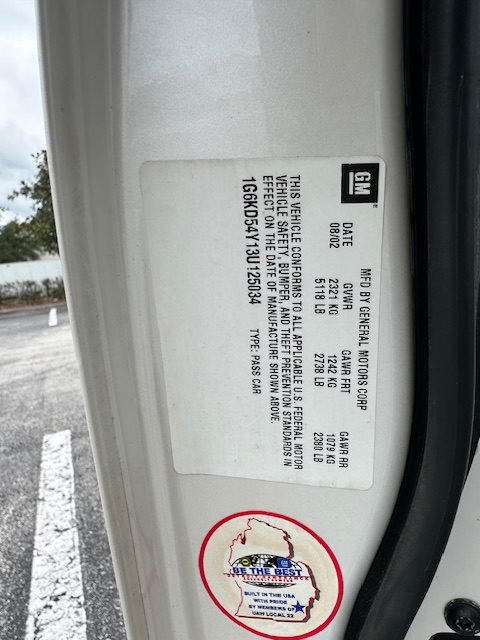 GM
MFD BY GENERAL MOTORS CORP
DATE GVWR GAWR FRT GAWR RR
08/02 2321 KG 1242 KG 1079 KG
5118 LB 2738 LB 2380 LB
THIS VEHICLE CONFORMS TO ALL APPLICABLE U.S. FEDERAL MOTOR
VEHICLE SAFETY, BUMPER, AND THEFT PREVENTION STANDARDS IN
EFFECT ON THE DATE OF MANUFACTURE SHOWN ABOVE.
1G6KD54Y13U125034 TYPE: PASS CAR
GM
BE THE BEST
BUILT IN THE USA
WITH PRIDE
BY MEMBERS OF
UAW LOCAL 22